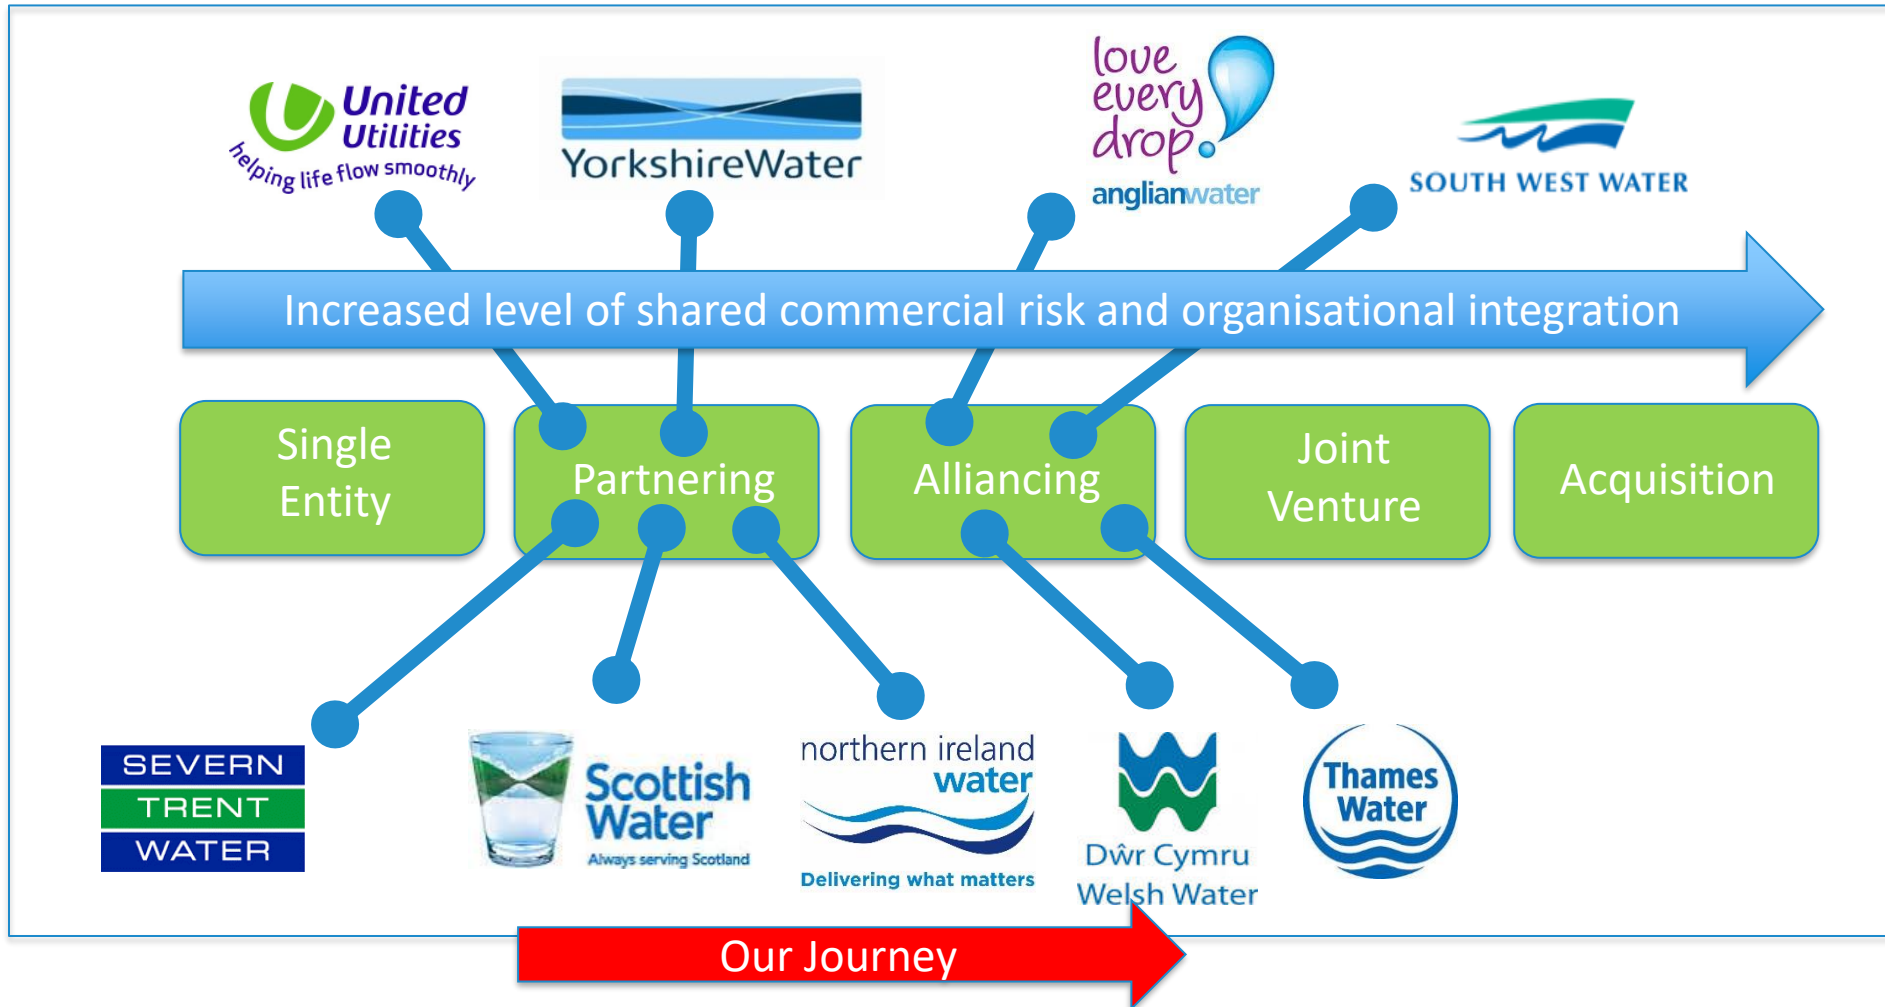 United
Utilities
helping life flow smoothly
YorkshireWater
love
every
drop
anglianwater
SOUTH WEST WATER
Increased level of shared commercial risk and organisational integration
Single
Entity
Partnering
Alliancing
Joint
Venture
Acquisition
SEVERN
TRENT
WATER
Scottish
Water
Always serving Scotland
northern ireland
water
Delivering what matters
Dŵr Cymru
Welsh Water
Thames
Water
Our Journey